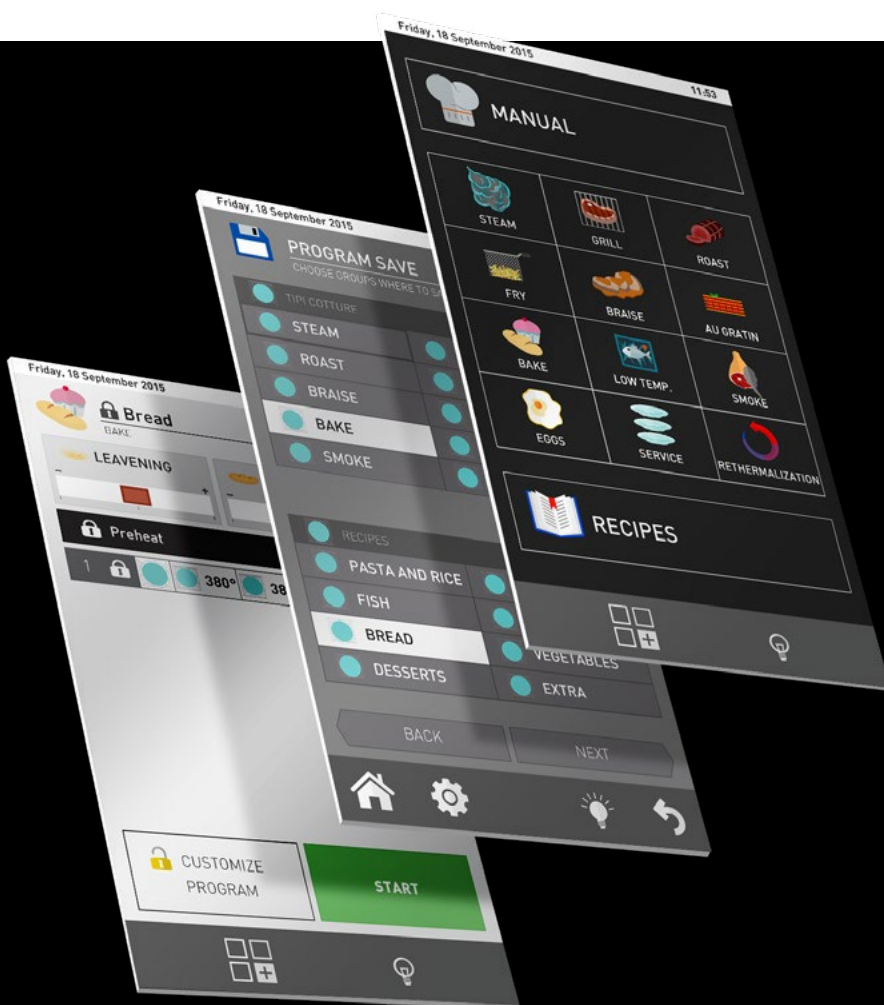 Friday, 18 September 2015
11:53
MANUAL
STEAM
GRILL
ROAST
FRY
BRAISE
AU GRATIN
BAKE
LOW TEMP.
SMOKE
EGGS
SERVICE
RETHERMALIZATION
RECIPES
Friday, 18 September 2015
PROGRAM SAVE
CHOOSE GROUPS WHERE TO
TIPI COTTURE
STEAM
ROAST
BRAISE
BAKE
SMOKE
RECIPES
PASTA AND RICE
FISH
BREAD
VEGETABLES
DESSERTS
EXTRA
BACK
NEXT
Friday, 18 September 2015
Bread
BAKE
LEAVENING
- +
-
Preheat
1 380° 38
CUSTOMIZE
PROGRAM
START